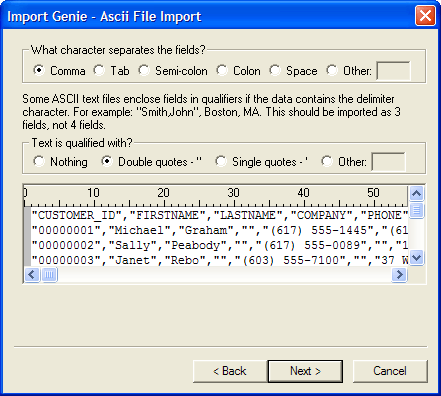 Import Genie - Ascii File Import
What character separates the fields?
Comma Tab Semi-colon Colon Space Other:
Some ASCII text files enclose fields in qualifiers if the data contains the delimiter
character. For example: "Smith,John", Boston, MA. This should be imported as 3
fields, not 4 fields.
Text is qualified with?
Nothing Double quotes - " Single quotes - ' Other:
0 10 20 30 40 50
"CUSTOMER_ID","FIRSTNAME","LASTNAME","COMPANY","PHONE"
"00000001","Michael","Graham","","(617) 555-1445","(61
"00000002","Sally","Peabody","","(617) 555-0089","","1
"00000003","Janet","Rebo","","(603) 555-7100","","37 W
< Back Next > Cancel